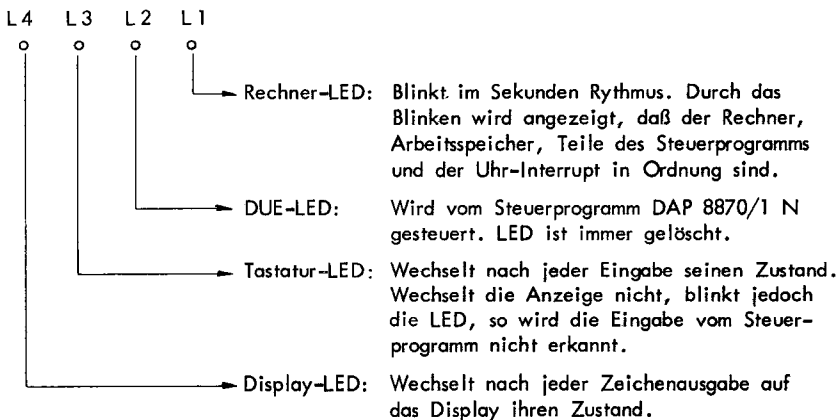 L4 L3 L2 L1
Rechner-LED: Blinkt im Sekunden Rythmus. Durch das
Blinken wird angezeigt, daß der Rechner,
Arbeitsspeicher, Teile des Steuerprogramms
und der Uhr-Interrupt in Ordnung sind.
DUE-LED: Wird vom Steuerprogramm DAP 8870/1 N
gesteuert. LED ist immer gelöscht.
Tastatur-LED: Wechselt nach jeder Eingabe seinen Zustand.
Wechselt die Anzeige nicht, blinkt jedoch
die LED, so wird die Eingabe vom Steuer-
programm nicht erkannt.
Display-LED: Wechselt nach jeder Zeichenausgabe auf
das Display ihren Zustand.